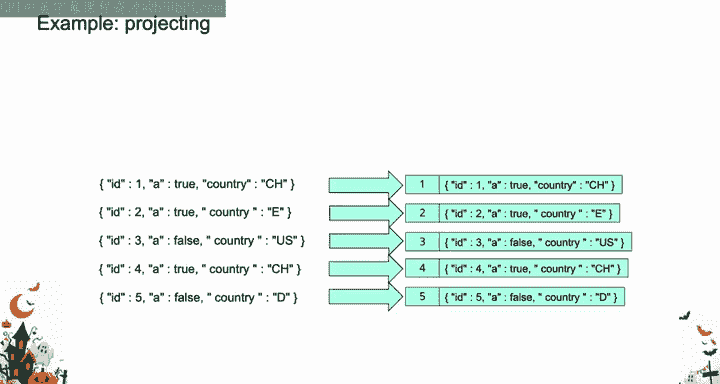 Example: projecting
{ "id" : 1, "a" : true, "country" : "CH" } 1 { "id" : 1, "a" : true, "country" : "CH" }
{ "id" : 2, "a" : true, " country " : "E" } 2 { "id" : 2, "a" : true, " country " : "E" }
{ "id" : 3, "a" : false, " country " : "US" } 3 { "id" : 3, "a" : false, " country " : "US" }
{ "id" : 4, "a" : true, " country " : "CH" } 4 { "id" : 4, "a" : true, " country " : "CH" }
{ "id" : 5, "a" : false, " country " : "D" } 5 { "id" : 5, "a" : false, " country " : "D" }